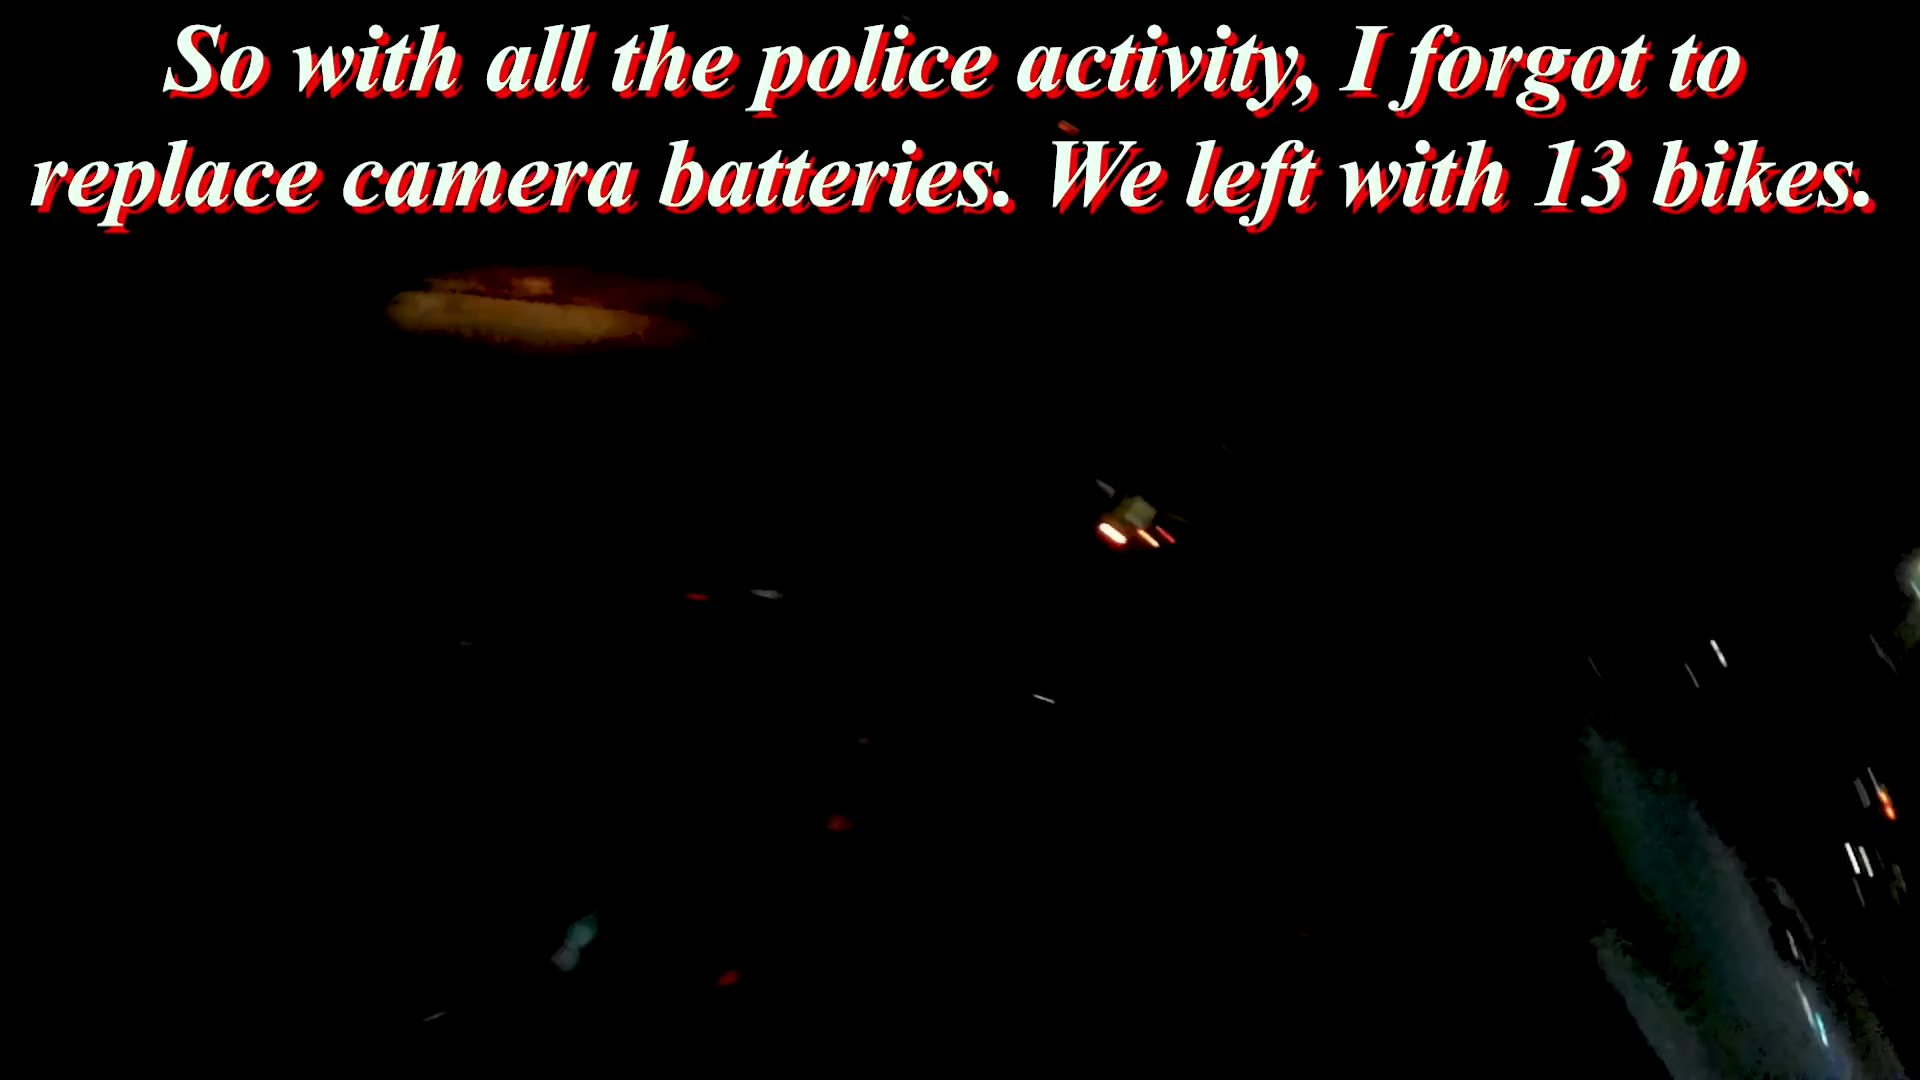 So with all the police activity, I forgot to
replace camera batteries. We left with 13 bikes.